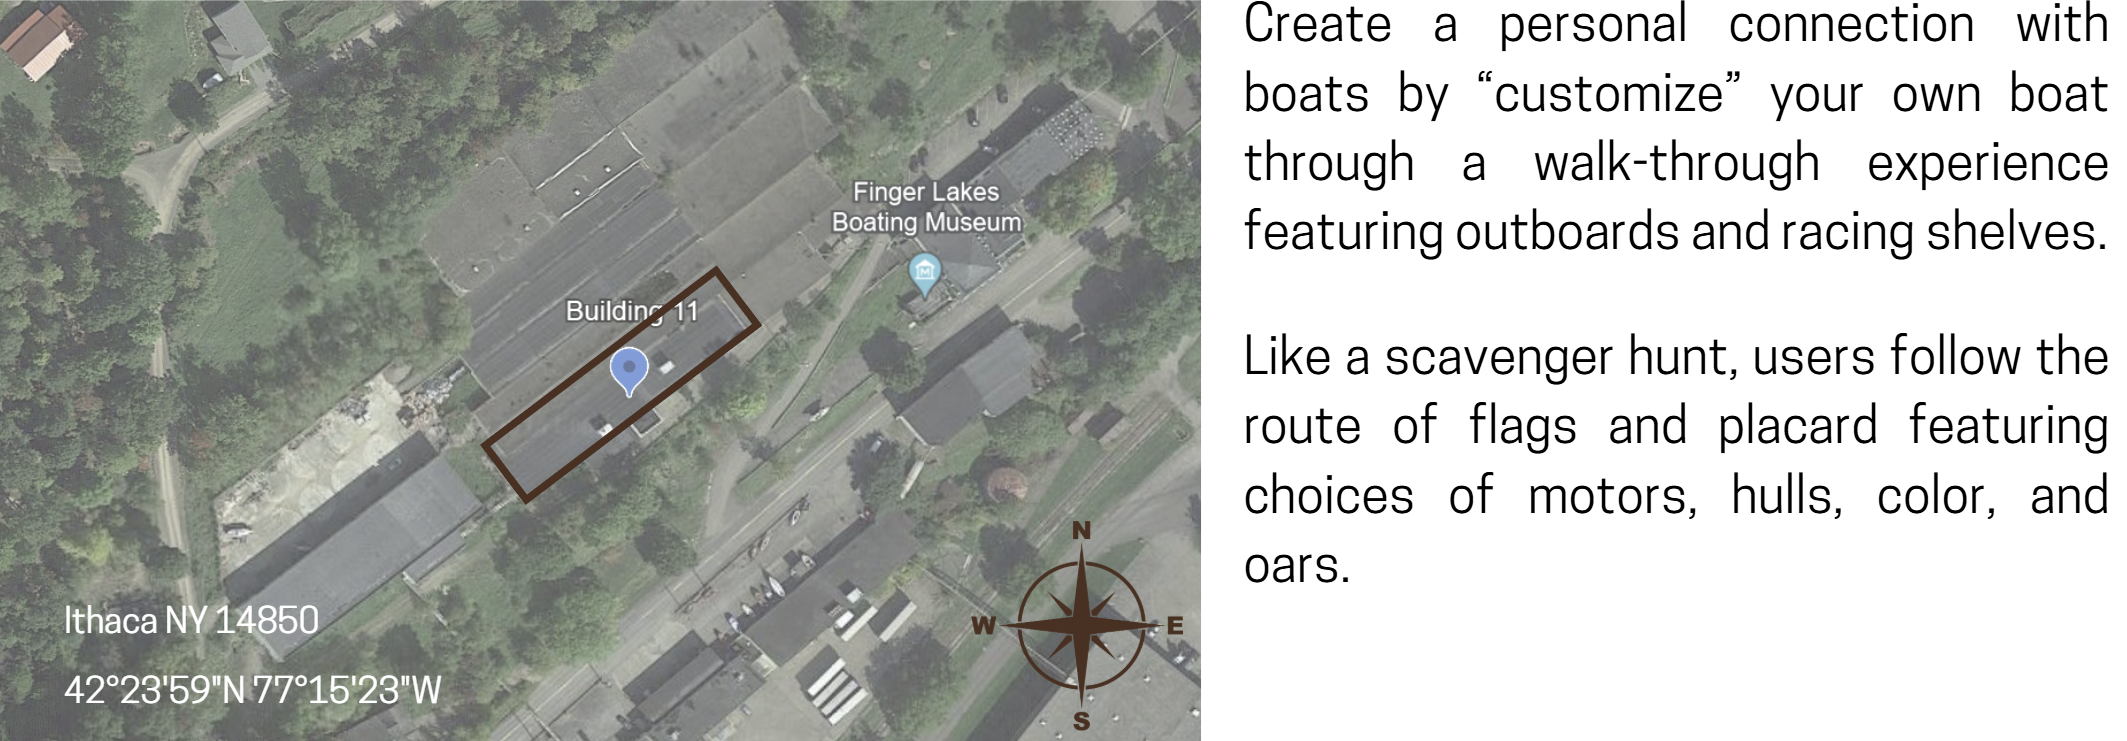 Create a personal connection with
boats by “customize” your own boat
through a walk-through experience
featuring outboards and racing shelves.
Like a scavenger hunt, users follow the
route of flags and placard featuring
choices of motors, hulls, color, and
oars.
Finger Lakes
Boating Museum
Building 11
M
N
W
E
S
Ithaca NY 14850
42°23'59"N 77°15'23"W